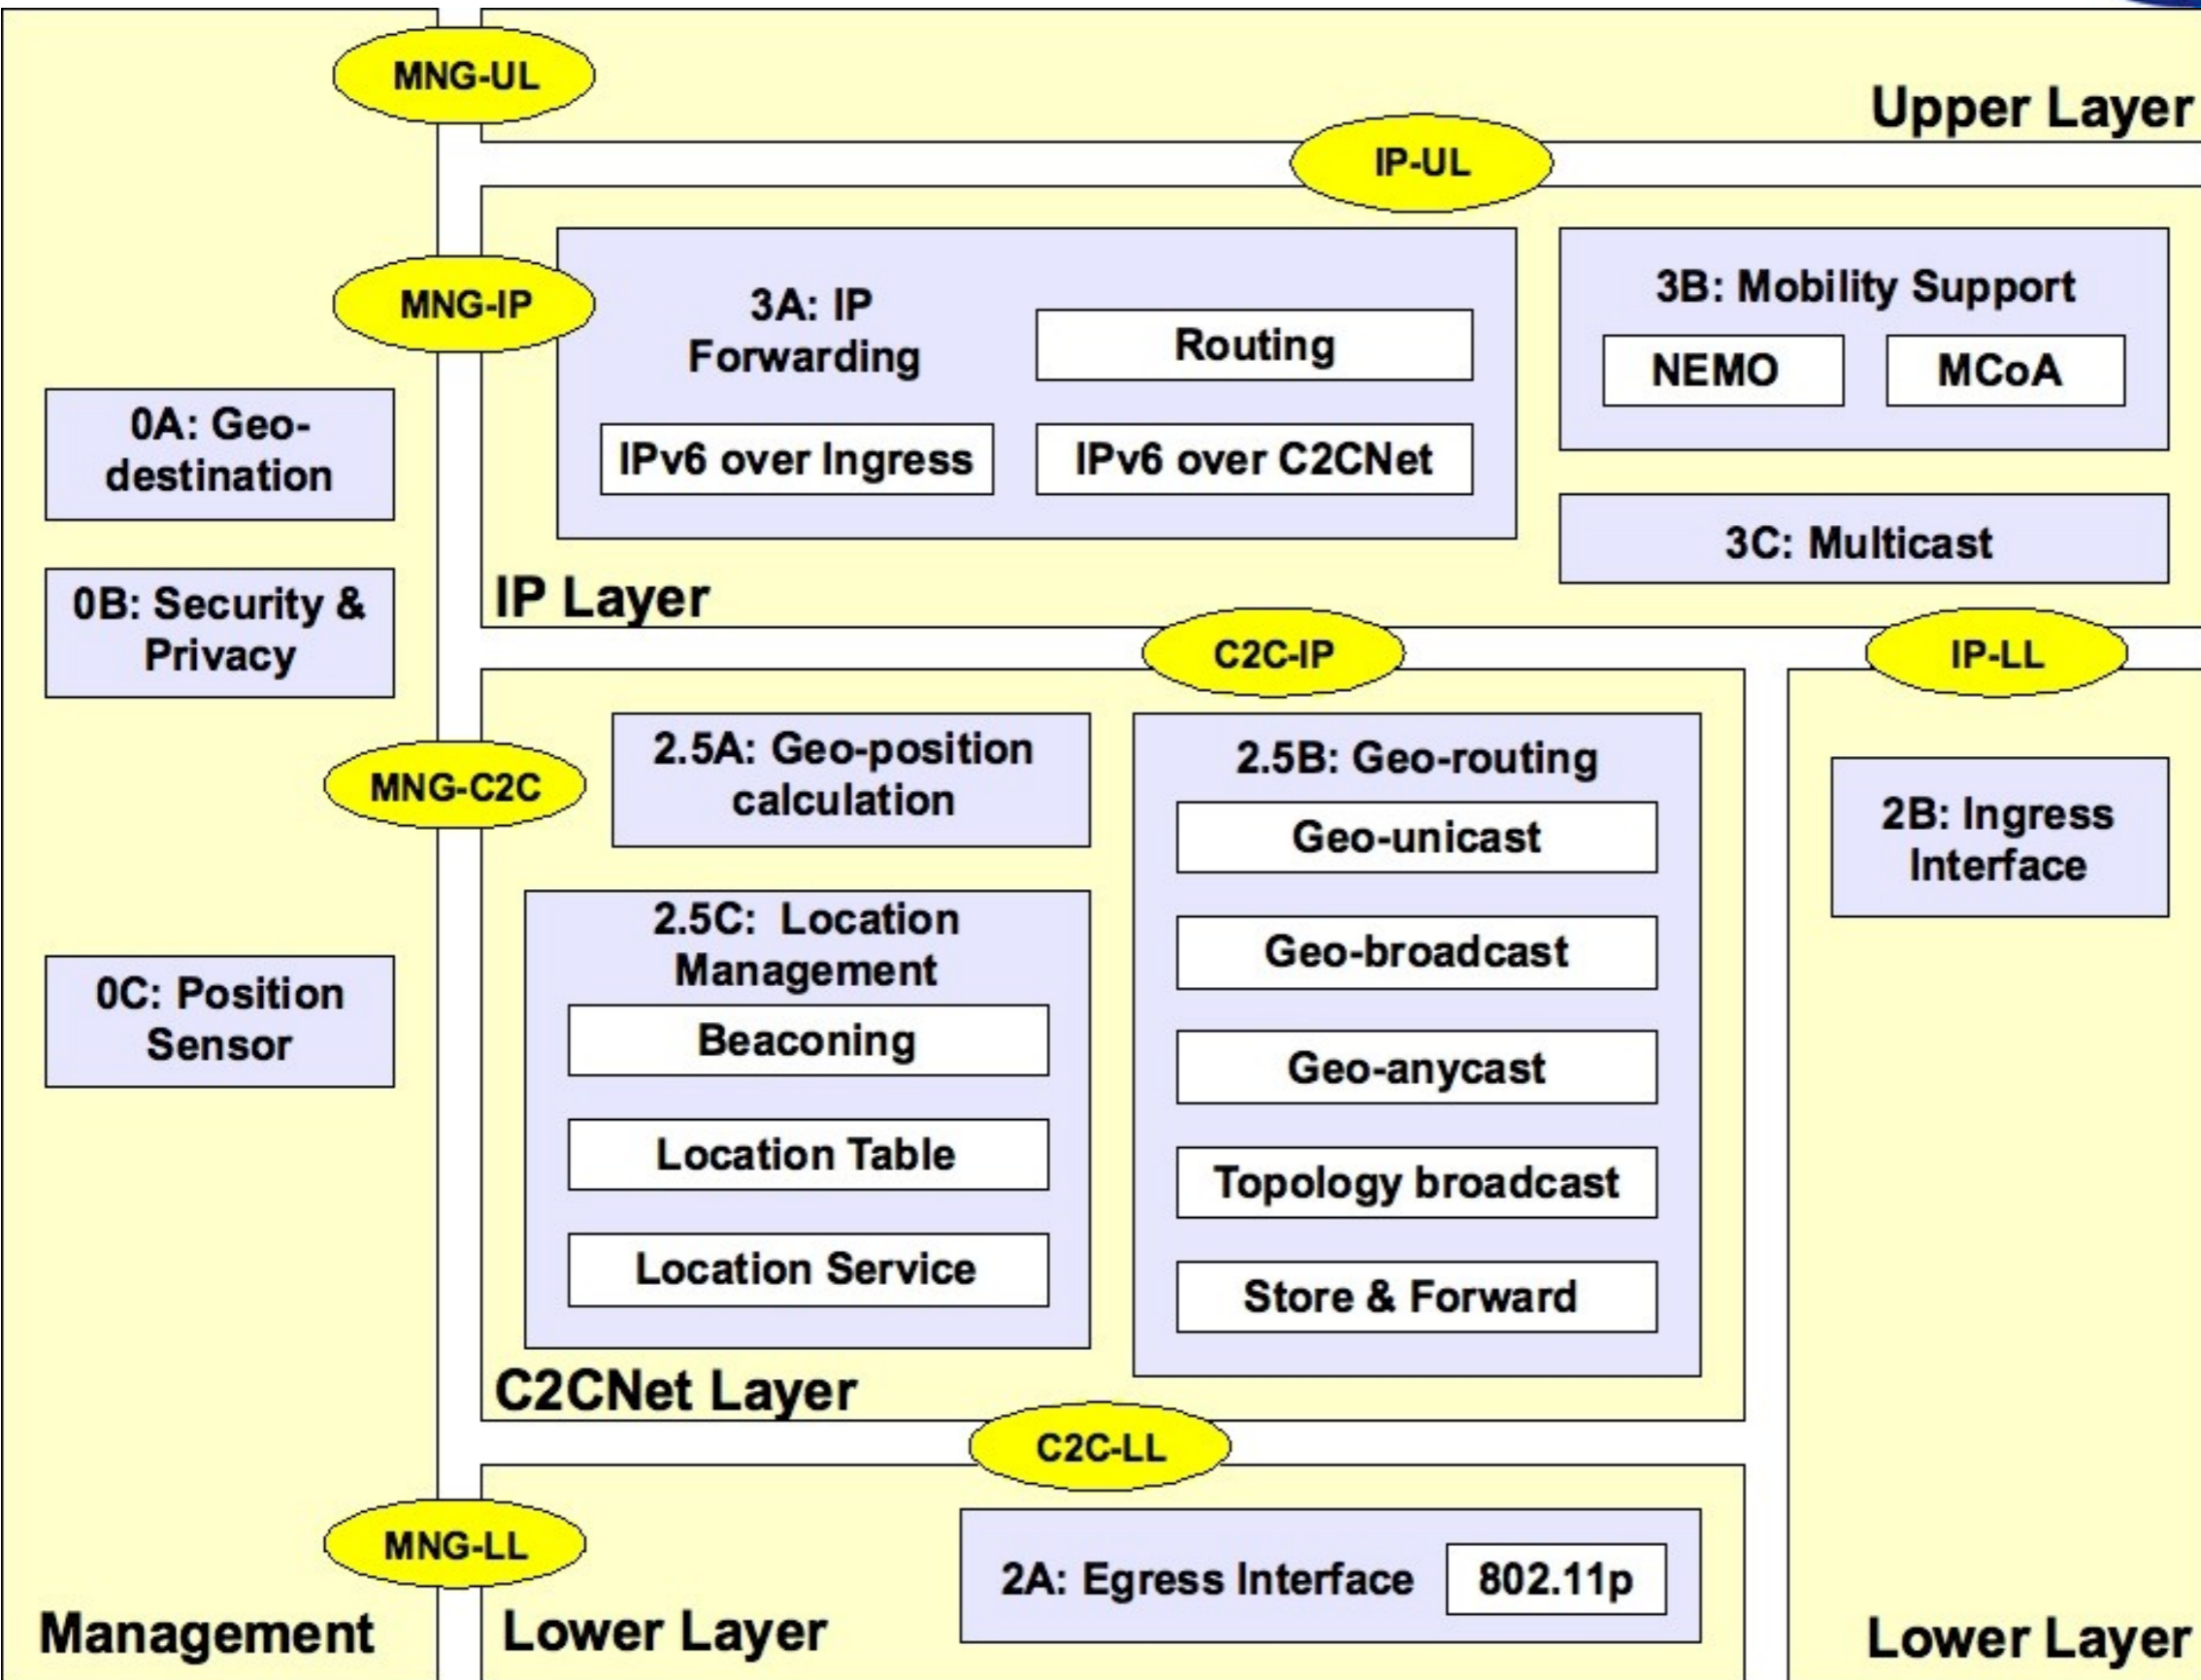 MNG-UL
Upper Layer
IP-UL
MNG-IP
3A: IP
Forwarding
Routing
IPv6 over Ingress
IPv6 over C2CNet
3B: Mobility Support
NEMO
MCoA
3C: Multicast
IP Layer
0A: Geo-
destination
0B: Security &
Privacy
C2C-IP
IP-LL
MNG-C2C
2.5A: Geo-position
calculation
2.5B: Geo-routing
Geo-unicast
Geo-broadcast
Geo-anycast
Topology broadcast
Store & Forward
2B: Ingress
Interface
2.5C: Location
Management
Beaconing
Location Table
Location Service
0C: Position
Sensor
C2CNet Layer
C2C-LL
MNG-LL
2A: Egress Interface
802.11p
Management
Lower Layer
Lower Layer